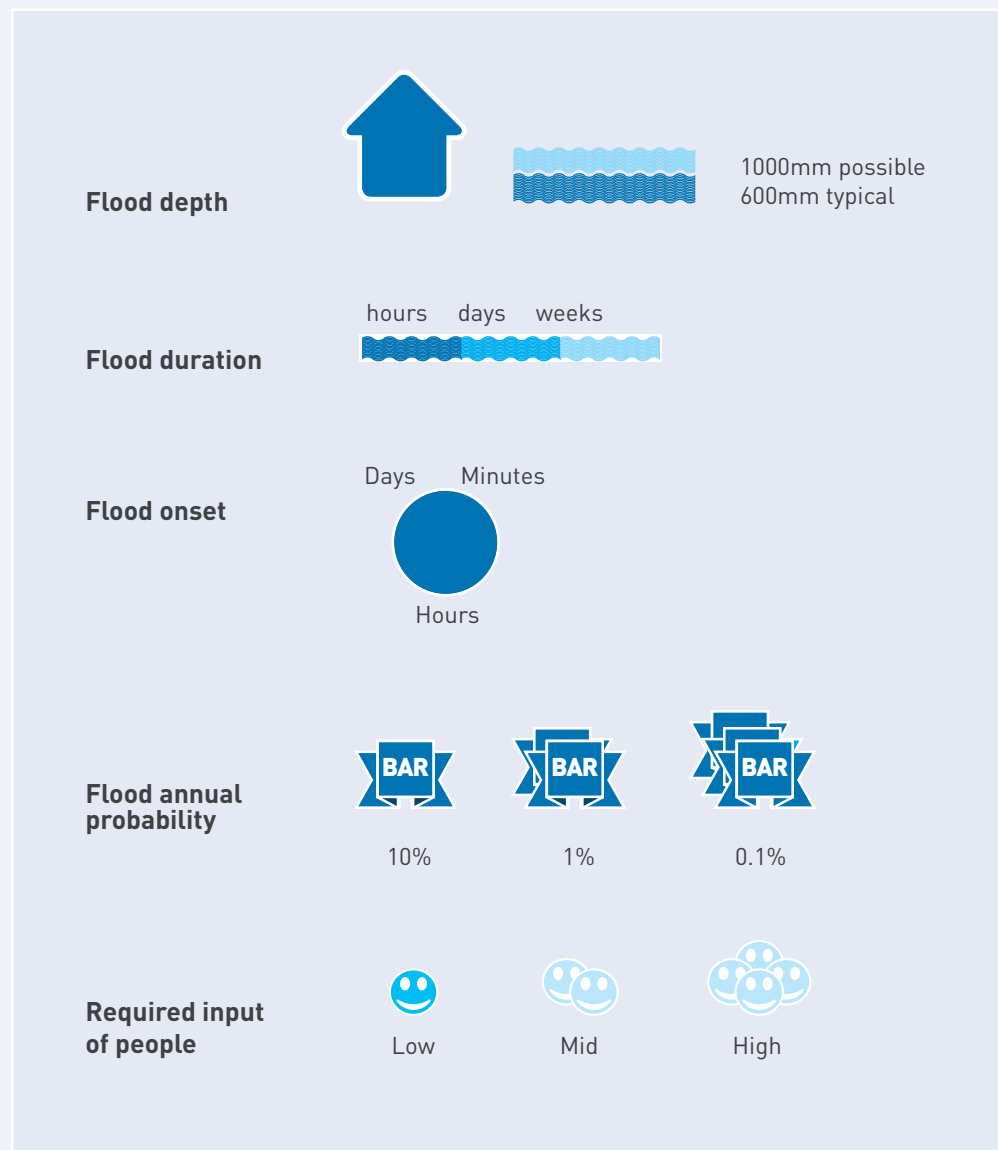 Flood depth
1000mm possible
600mm typical
hours days weeks
Flood duration
Days Minutes
Flood onset
Hours
BAR BAR BAR
Flood annual
probability
10% 1% 0.1%
Required input
of people
Low Mid High